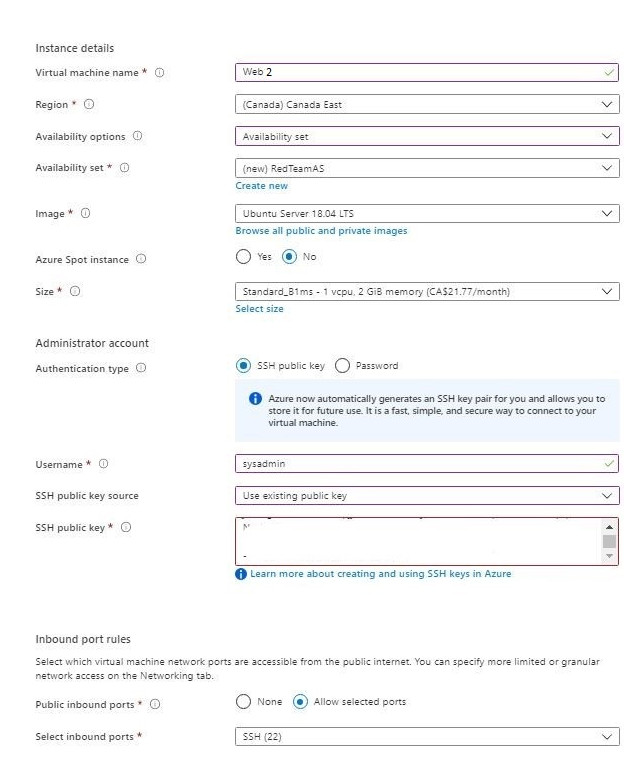 Instance details
Virtual machine name * Web 2
Region * (Canada) Canada East
Availability options Availability set
Availability set * (new) RedTeamAS
Create new
Image * Ubuntu Server 18.04 LTS
Browse all public and private images
Azure Spot instance Yes No
Size * Standard_B1ms - 1 vcpu, 2 GiB memory (CA$21.77/month)
Select size
Administrator account
Authentication type SSH public key Password
Azure now automatically generates an SSH key pair for you and allows you to
store it for future use. It is a fast, simple, and secure way to connect to your
virtual machine.
Username * sysadmin
SSH public key source Use existing public key
SSH public key *
Learn more about creating and using SSH keys in Azure
Inbound port rules
Select which virtual machine network ports are accessible from the public internet. You can specify more limited or granular
network access on the Networking tab.
Public inbound ports * None Allow selected ports
Select inbound ports * SSH (22)